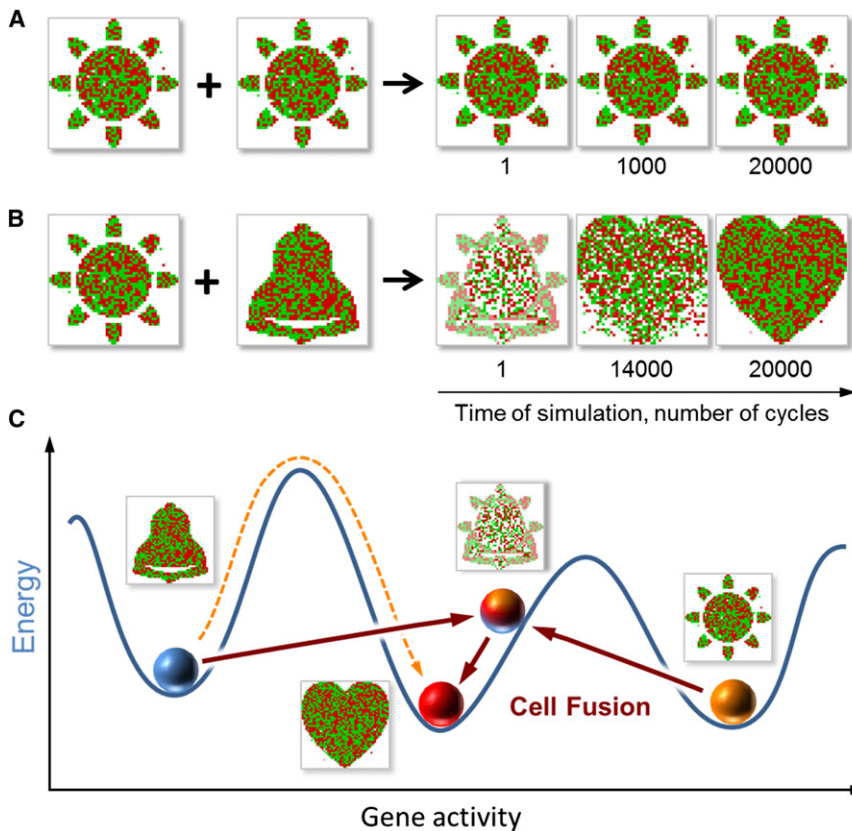 A
+
1 1000 20000
B
+
1 14000 20000
Time of simulation, number of cycles
C
Energy
Cell Fusion
Gene activity